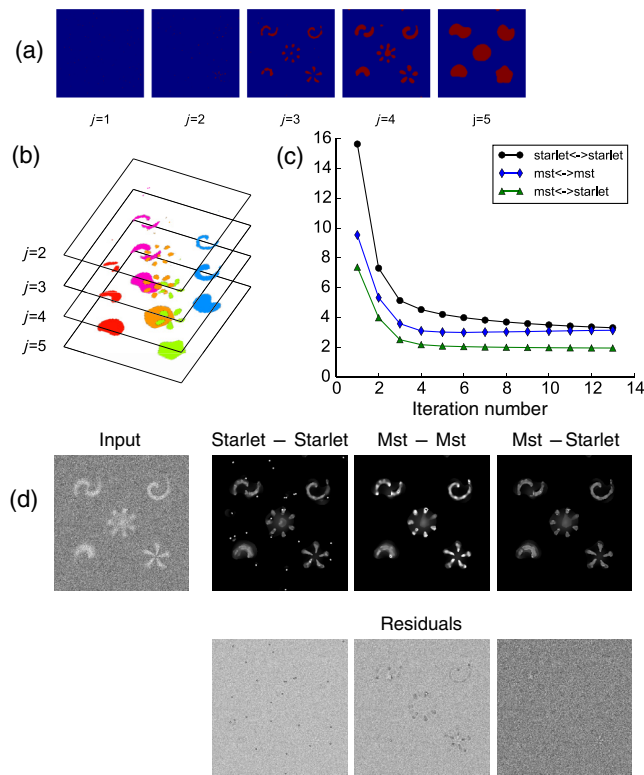 (a)
j=1
j=2
j=3
j=4
j=5
(b)
j=2
j=3
j=4
j=5
(c)
16
14
12
10
8
6
4
2
0
0 2 4 6 8 10 12 14
Iteration number
starlet<->starlet
mst<->mst
mst<->starlet
(d)
Input
Starlet – Starlet
Mst – Mst
Mst – Starlet
Residuals